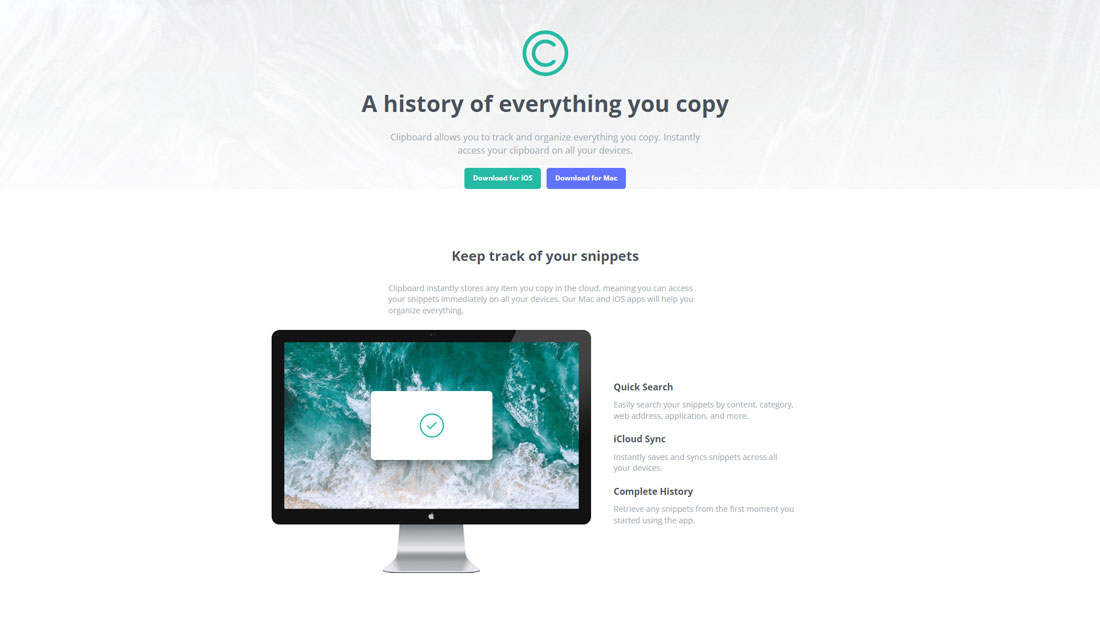 A history of everything you copy
Clipboard allows you to track and organize everything you copy. Instantly
access your clipboard on all your devices.
Download for iOS
Download for Mac
Keep track of your snippets
Clipboard instantly stores any item you copy in the cloud, meaning you can access
your snippets immediately on all your devices. Our Mac and iOS apps will help you
organize everything.
Quick Search
Easily search your snippets by content, category,
web address, application, and more.
iCloud Sync
Instantly saves and syncs snippets across all
your devices.
Complete History
Retrieve any snippets from the first moment you
started using the app.